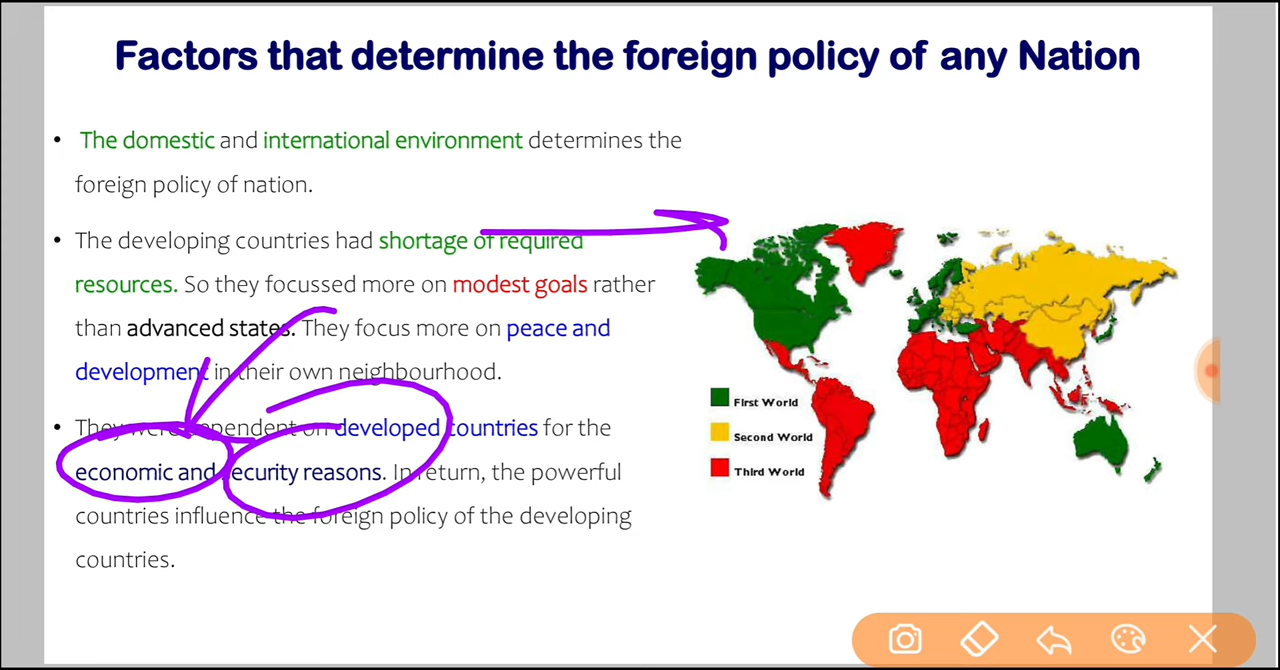 Factors that determine the foreign policy of any Nation
• The domestic and international environment determines the
foreign policy of nation.
• The developing countries had shortage of required
resources. So they focussed more on modest goals rather
than advanced states. They focus more on peace and
development in their own neighbourhood.
• They were dependent on developed countries for the
economic and security reasons. In return, the powerful
countries influence the foreign policy of the developing
countries.
First World
Second World
Third World